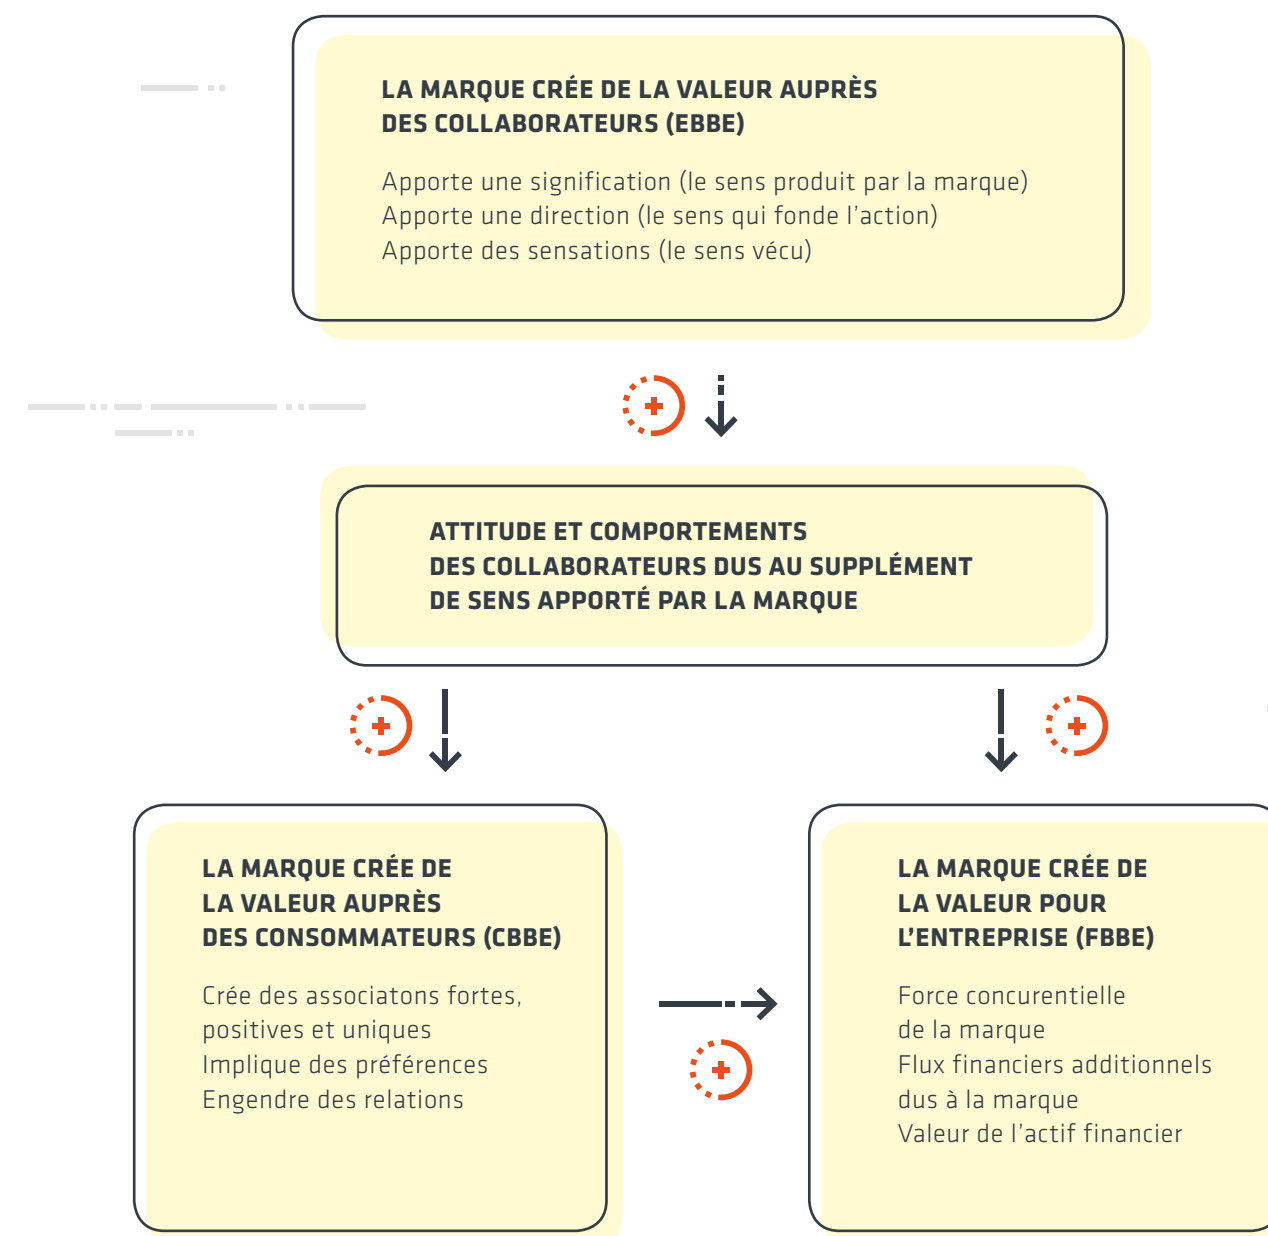 LA MARQUE CRÉE DE LA VALEUR AUPRÈS
DES COLLABORATEURS (EBBE)
Apporte une signification (le sens produit par la marque)
Apporte une direction (le sens qui fonde l’action)
Apporte des sensations (le sens vécu)
ATTITUDE ET COMPORTEMENTS
DES COLLABORATEURS DUS AU SUPPLÉMENT
DE SENS APPORTÉ PAR LA MARQUE
LA MARQUE CRÉE DE
LA VALEUR AUPRÈS
DES CONSOMMATEURS (CBBE)
Crée des associatons fortes,
positives et uniques
Implique des préférences
Engendre des relations
LA MARQUE CRÉE DE
LA VALEUR POUR
L’ENTREPRISE (FBBE)
Force concurentielle
de la marque
Flux financiers additionnels
dus à la marque
Valeur de l’actif financier